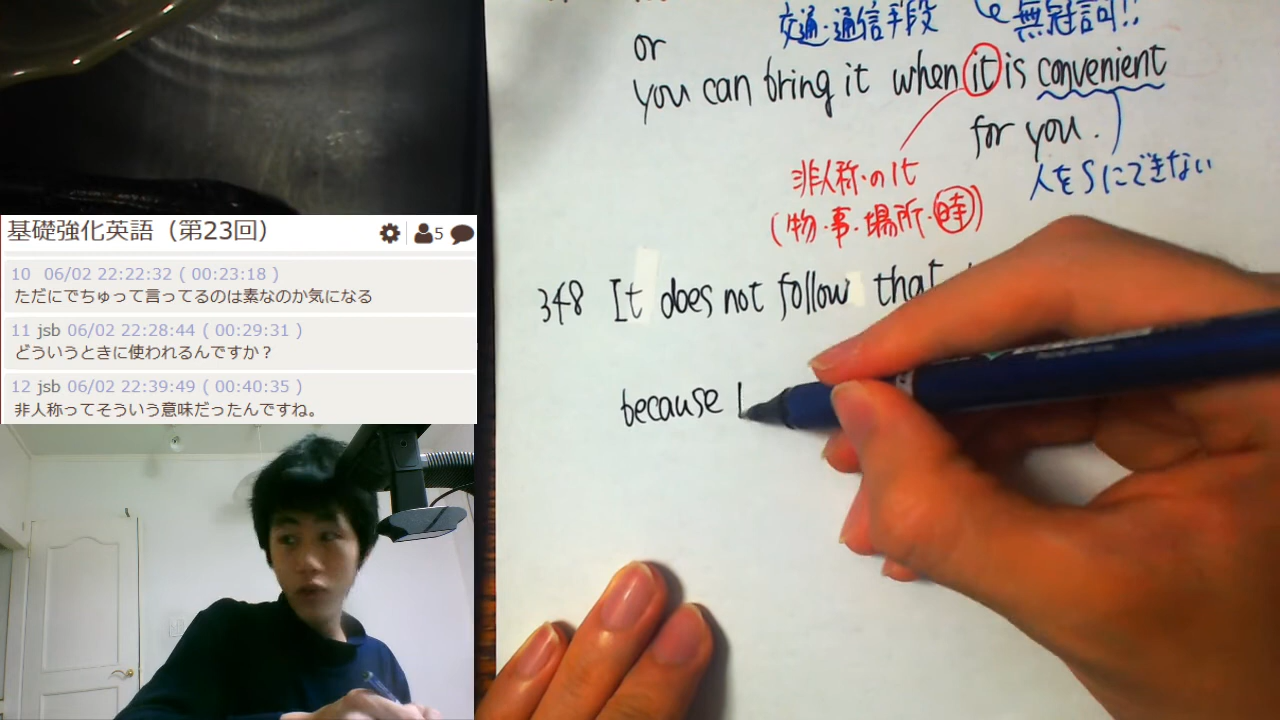 交通・通信手段
無冠詞!!
or
you can bring it when it is convenient
for you.
非人称のit
人をSにできない
(物・事・場所・時)
348 It does not follow that
because I
基礎強化英語（第23回）
5
10 06/02 22:22:32 ( 00:23:18 )
ただにでちゅって言ってるのは素なのか気になる
11 jsb 06/02 22:28:44 ( 00:29:31 )
どういうときに使われるんですか？
12 jsb 06/02 22:39:49 ( 00:40:35 )
非人称ってそういう意味だったんですね。